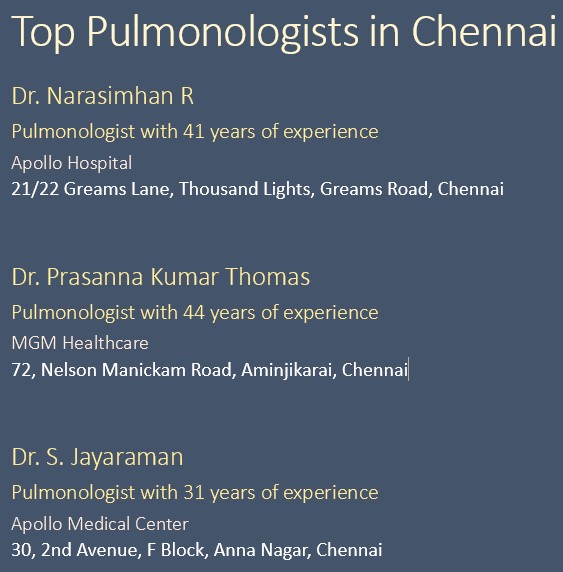 Top Pulmonologists in Chennai
Dr. Narasimhan R
Pulmonologist with 41 years of experience
Apollo Hospital
21/22 Greams Lane, Thousand Lights, Greams Road, Chennai
Dr. Prasanna Kumar Thomas
Pulmonologist with 44 years of experience
MGM Healthcare
72, Nelson Manickam Road, Aminjikarai, Chennai
Dr. S. Jayaraman
Pulmonologist with 31 years of experience
Apollo Medical Center
30, 2nd Avenue, F Block, Anna Nagar, Chennai